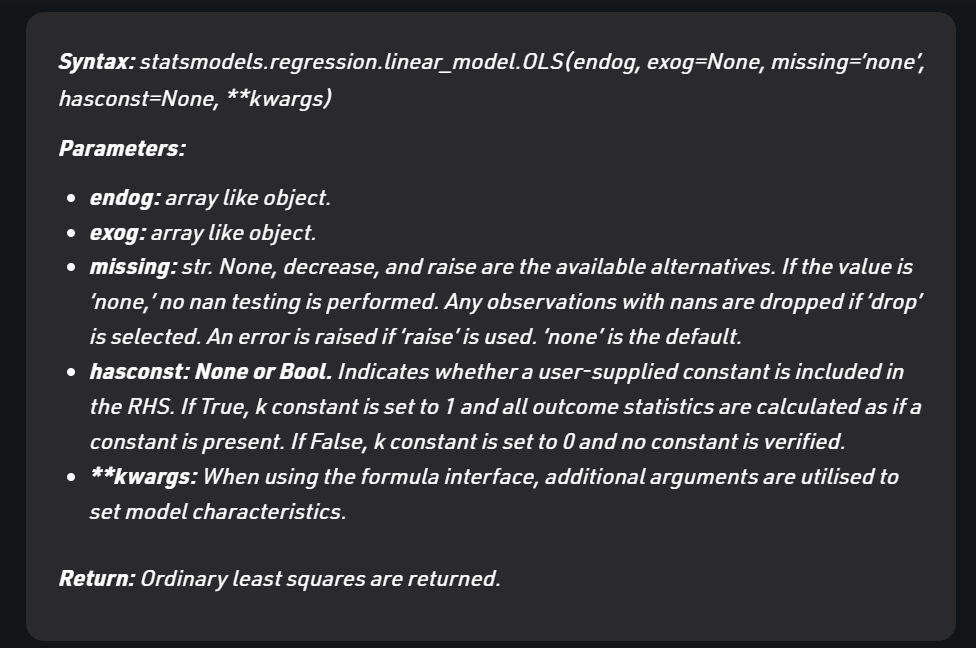 Syntax: statsmodels.regression.linear_model.OLS(endog, exog=None, missing=’none’,
hasconst=None, **kwargs)
Parameters:
• endog: array like object.
• exog: array like object.
• missing: str. None, decrease, and raise are the available alternatives. If the value is
‘none,’ no nan testing is performed. Any observations with nans are dropped if ‘drop’
is selected. An error is raised if ‘raise’ is used. ‘none’ is the default.
• hasconst: None or Bool. Indicates whether a user-supplied constant is included in
the RHS. If True, k constant is set to 1 and all outcome statistics are calculated as if a
constant is present. If False, k constant is set to 0 and no constant is verified.
• **kwargs: When using the formula interface, additional arguments are utilised to
set model characteristics.
Return: Ordinary least squares are returned.